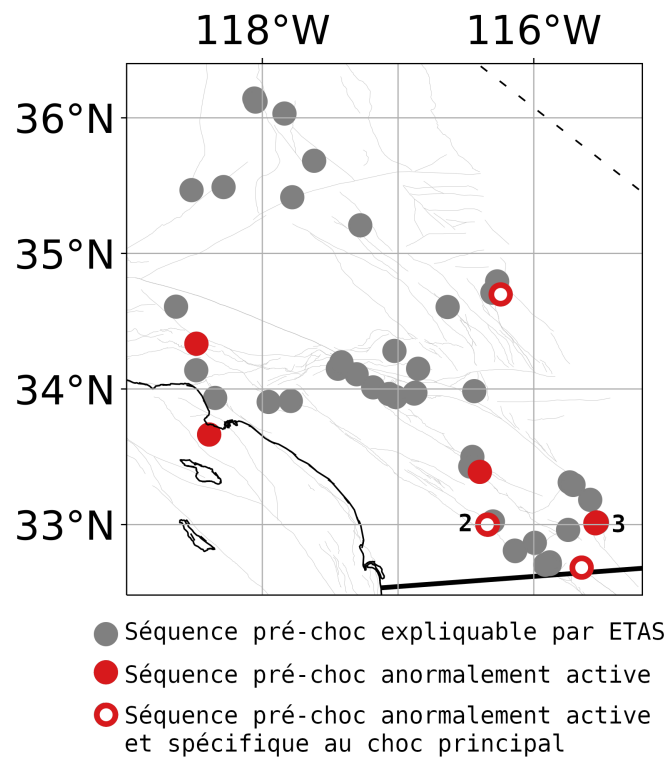 118°W 116°W
36°N
35°N
34°N
33°N
2 3
Séquence pré-choc expliquable par ETAS
Séquence pré-choc anormalement active
Séquence pré-choc anormalement active
et spécifique au choc principal